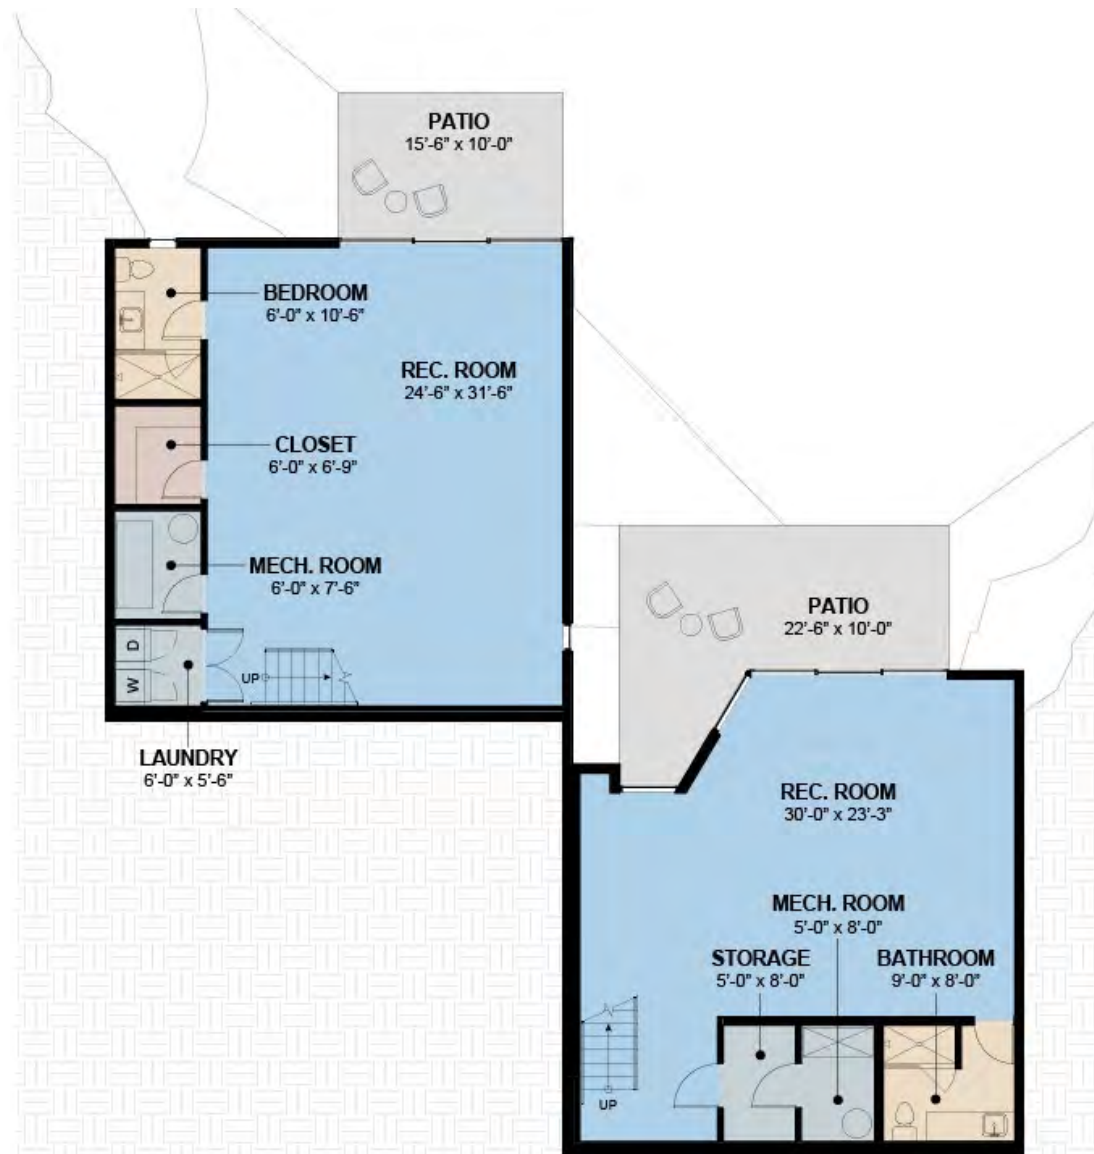 PATIO
15'-6" x 10'-0"
BEDROOM
6'-0" x 10'-6"
REC. ROOM
24'-6" x 31'-6"
CLOSET
6'-0" x 6'-9"
MECH. ROOM
6'-0" x 7'-6"
D
W
UP
LAUNDRY
6'-0" x 5'-6"
PATIO
22'-6" x 10'-0"
REC. ROOM
30'-0" x 23'-3"
MECH. ROOM
5'-0" x 8'-0"
STORAGE
5'-0" x 8'-0"
BATHROOM
9'-0" x 8'-0"
UP